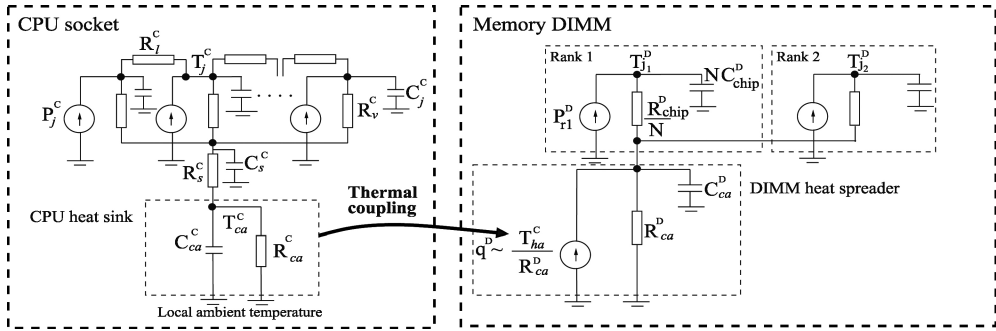 CPU socket
R_l^C
T_j^C
P_j^C
C_j^C
R_v^C
R_s^C
C_s^C
CPU heat sink
T_ca^C
C_ca^C
R_ca^C
Local ambient temperature
Thermal
coupling
Memory DIMM
Rank 1
T_j1^D
NC_chip^D
P_r1^D
R_chip^D
N
Rank 2
T_j2^D
C_ca^D
DIMM heat spreader
R_ca^D
q^D ~ T_ha^C
R_ca^D